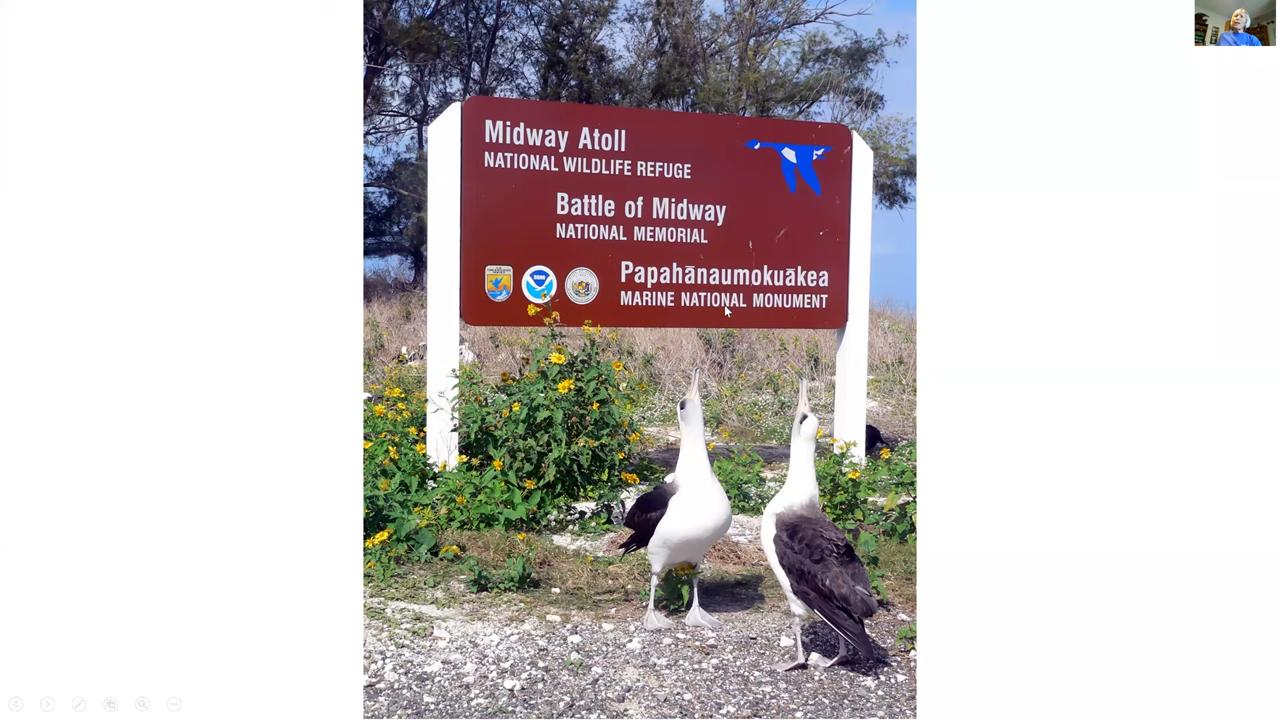 Midway Atoll
NATIONAL WILDLIFE REFUGE
Battle of Midway
NATIONAL MEMORIAL
Papahānaumokuākea
MARINE NATIONAL MONUMENT